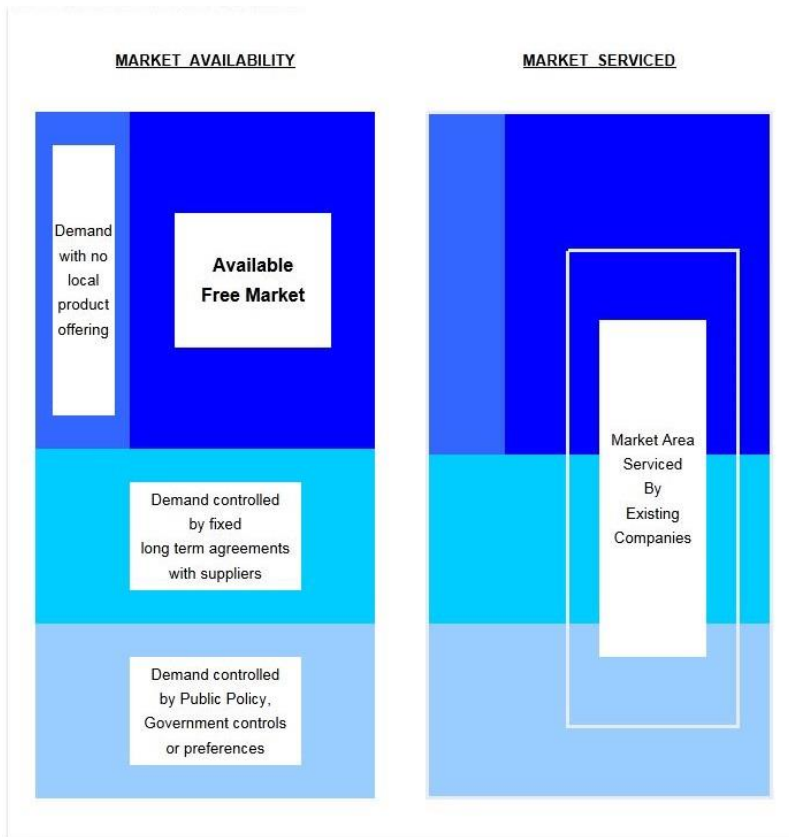 MARKET AVAILABILITY
MARKET SERVICED
Demand
with no
local
product
offering
Available
Free Market
Demand controlled
by fixed
long term agreements
with suppliers
Demand controlled
by Public Policy,
Government controls
or preferences
Market Area
Serviced
By
Existing
Companies